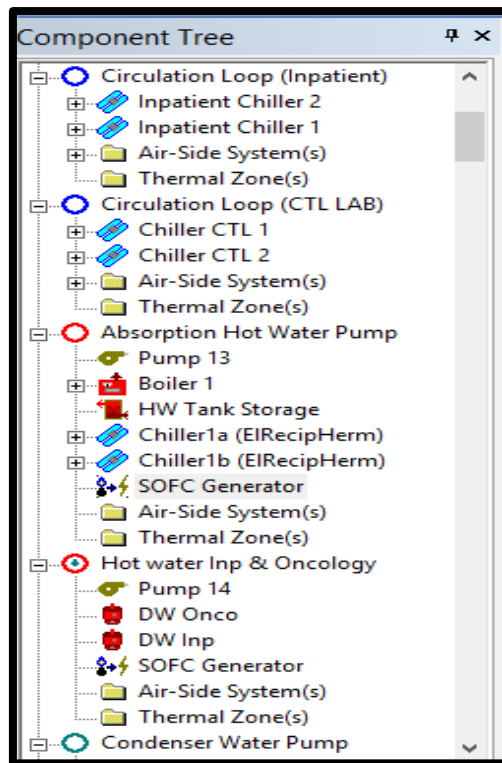 Component Tree
Circulation Loop (Inpatient)
Inpatient Chiller 2
Inpatient Chiller 1
Air-Side System(s)
Thermal Zone(s)
Circulation Loop (CTL LAB)
Chiller CTL 1
Chiller CTL 2
Air-Side System(s)
Thermal Zone(s)
Absorption Hot Water Pump
Pump 13
Boiler 1
HW Tank Storage
Chiller1a (ElRecipHerm)
Chiller1b (ElRecipHerm)
SOFC Generator
Air-Side System(s)
Thermal Zone(s)
Hot water Inp & Oncology
Pump 14
DW Onco
DW Inp
SOFC Generator
Air-Side System(s)
Thermal Zone(s)
Condenser Water Pump